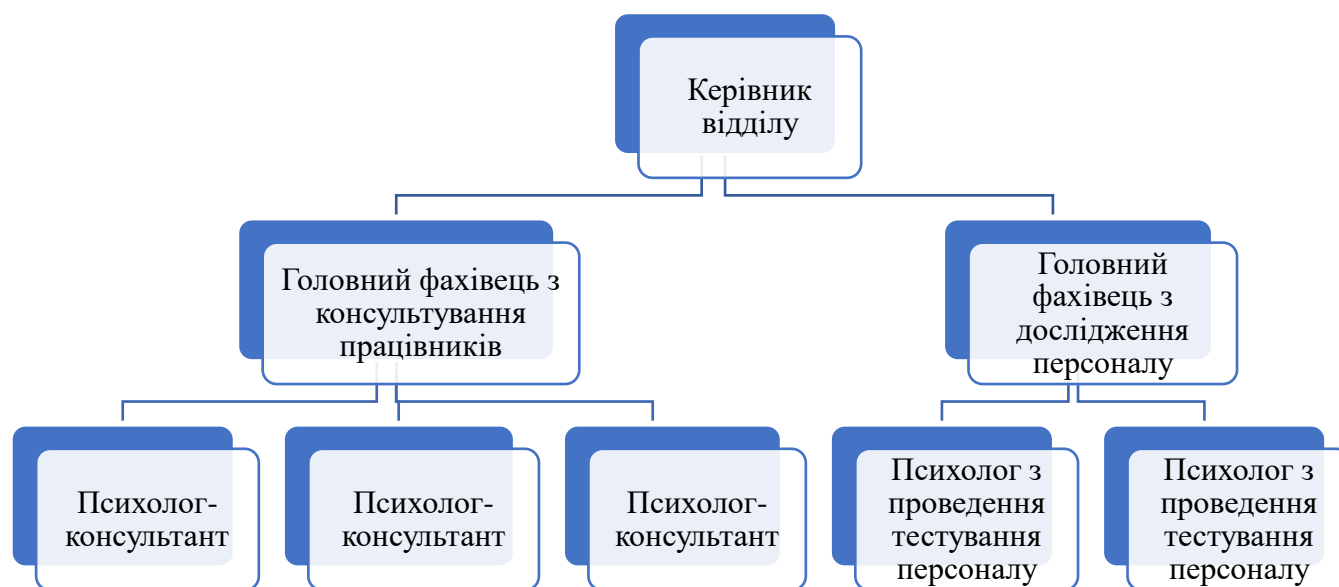 Керівник
відділу
Головний фахівець з
консультування
працівників
Головний
фахівець з
дослідження
персоналу
Психолог-
консультант
Психолог-
консультант
Психолог-
консультант
Психолог з
проведення
тестування
персоналу
Психолог з
проведення
тестування
персоналу